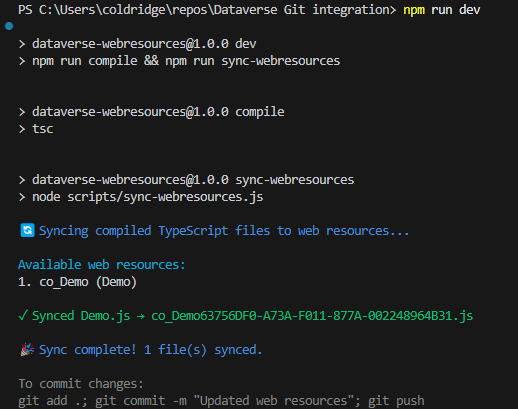 PS C:\Users\coldridge\repos\Dataverse Git integration> npm run dev
> dataverse-webresources@1.0.0 dev
> npm run compile && npm run sync-webresources
> dataverse-webresources@1.0.0 compile
> tsc
> dataverse-webresources@1.0.0 sync-webresources
> node scripts/sync-webresources.js
🔄 Syncing compiled TypeScript files to web resources...
Available web resources:
1. co_Demo (Demo)
✓ Synced Demo.js → co_Demo63756DF0-A73A-F011-877A-002248964B31.js
🎉 Sync complete! 1 file(s) synced.
To commit changes:
git add .; git commit -m "Updated web resources"; git push